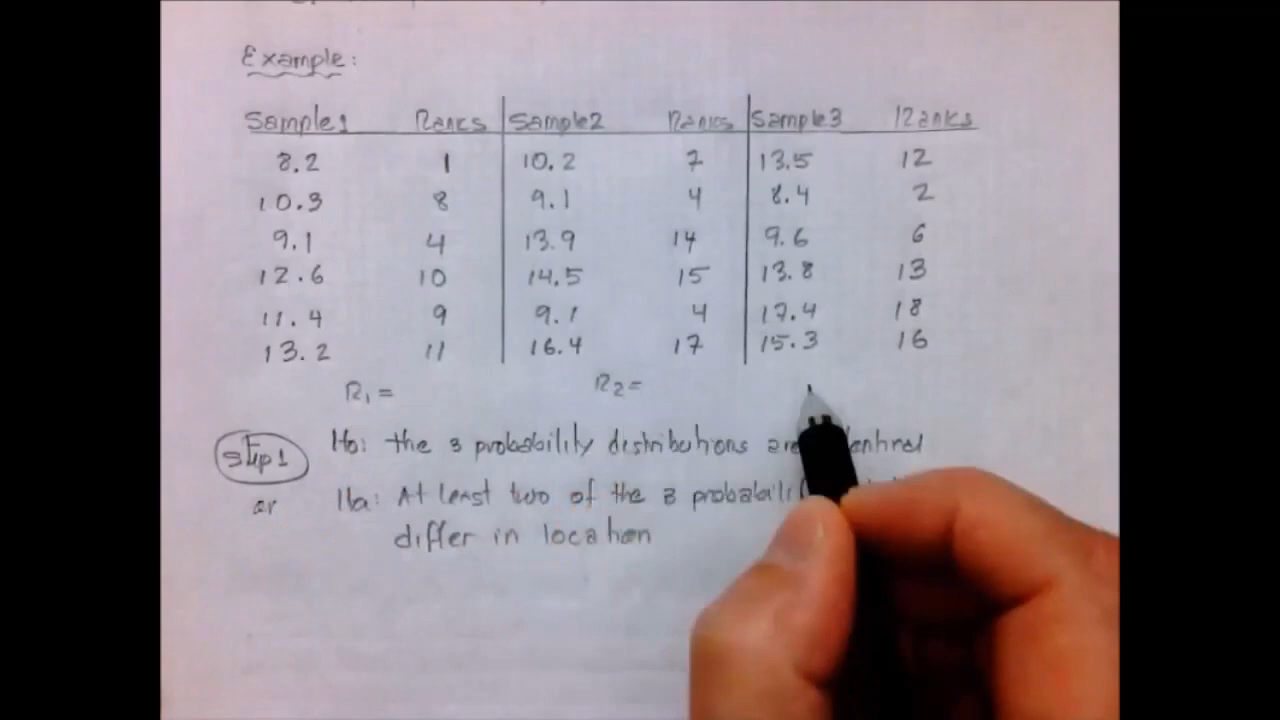 Example:
Sample1 Ranks Sample2 Ranks Sample3 Ranks
8.2 1 10.2 7 13.5 12
10.3 8 9.1 4 8.4 2
9.1 4 13.9 14 9.6 6
12.6 10 14.5 15 13.8 13
11.4 9 9.1 4 17.4 18
13.2 11 16.4 17 15.3 16
R1 = R2 =
Step1 Ho: the 3 probability distributions are
or Ha: At least two of the 3
differ in location